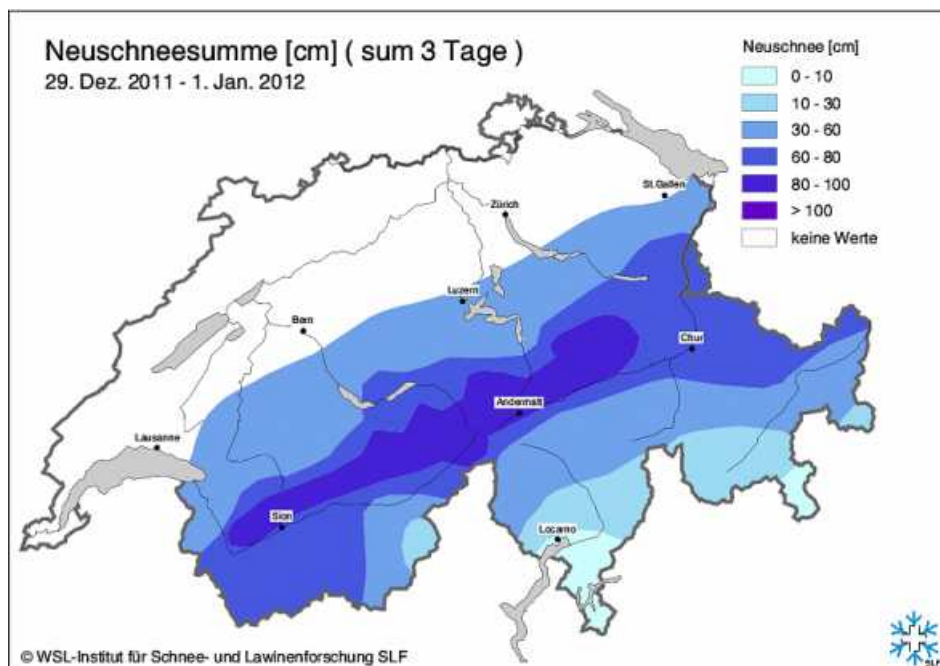 Neuschneesumme [cm] ( sum 3 Tage )
29. Dez. 2011 - 1. Jan. 2012
Neuschnee [cm]
0 - 10
10 - 30
30 - 60
60 - 80
80 - 100
> 100
keine Werte
St.Gallen
Zürich
Luzern
Bern
Chur
Andermatt
Lausanne
Sion
Locarno
© WSL-Institut für Schnee- und Lawinenforschung SLF